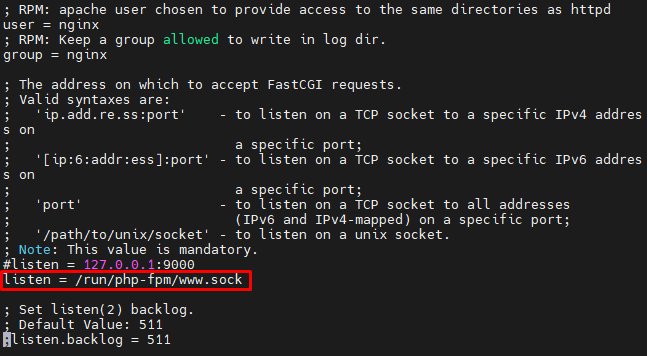 ; RPM: apache user chosen to provide access to the same directories as httpd
user = nginx
; RPM: Keep a group allowed to write in log dir.
group = nginx
; The address on which to accept FastCGI requests.
; Valid syntaxes are:
;   'ip.add.re.ss:port'    - to listen on a TCP socket to a specific IPv4 addres
s on
;                            a specific port;
;   '[ip:6:addr:ess]:port' - to listen on a TCP socket to a specific IPv6 addres
s on
;                            a specific port;
;   'port'                 - to listen on a TCP socket to all addresses
;                            (IPv6 and IPv4-mapped) on a specific port;
;   '/path/to/unix/socket' - to listen on a unix socket.
; Note: This value is mandatory.
#listen = 127.0.0.1:9000
listen = /run/php-fpm/www.sock
; Set listen(2) backlog.
; Default Value: 511
;listen.backlog = 511